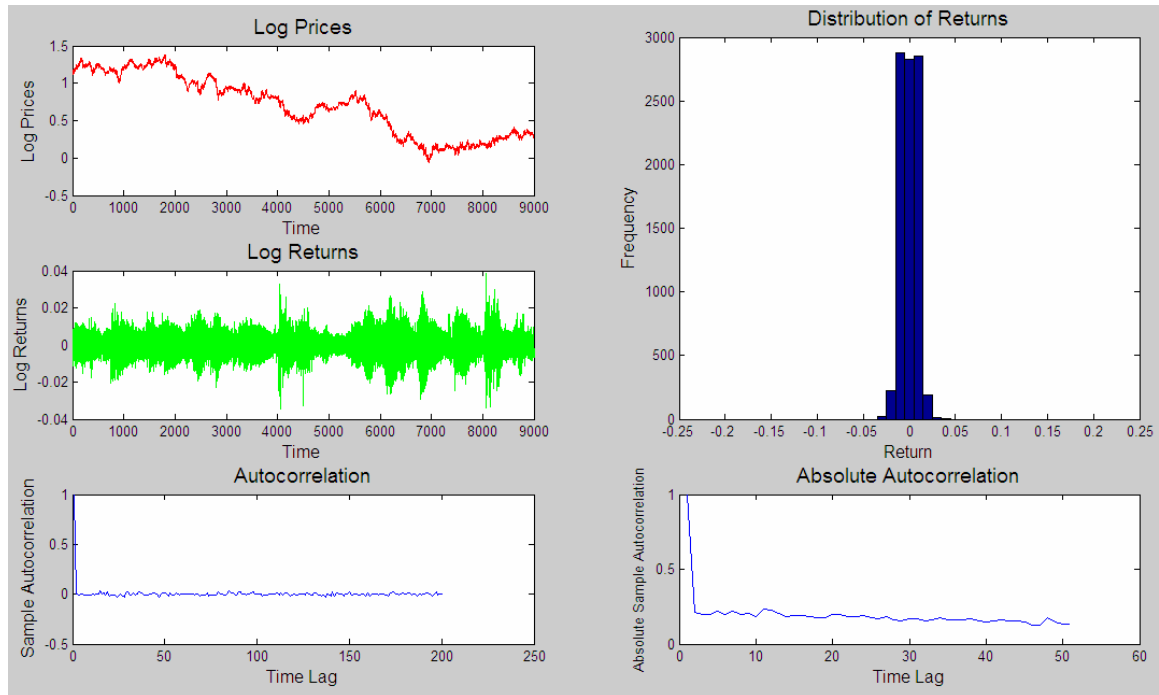 Log Prices
1.5
1
0.5
0
-0.5
Log Prices
0 1000 2000 3000 4000 5000 6000 7000 8000 9000
Time
Log Returns
0.04
0.02
0
-0.02
-0.04
Log Returns
0 1000 2000 3000 4000 5000 6000 7000 8000 9000
Time
Autocorrelation
1
0.5
0
-0.5
Sample Autocorrelation
0 50 100 150 200 250
Time Lag
Distribution of Returns
3000
2500
2000
1500
1000
500
0
Frequency
-0.25 -0.2 -0.15 -0.1 -0.05 0 0.05 0.1 0.15 0.2 0.25
Return
Absolute Autocorrelation
1
0.5
0
Absolute Sample Autocorrelation
0 10 20 30 40 50 60
Time Lag